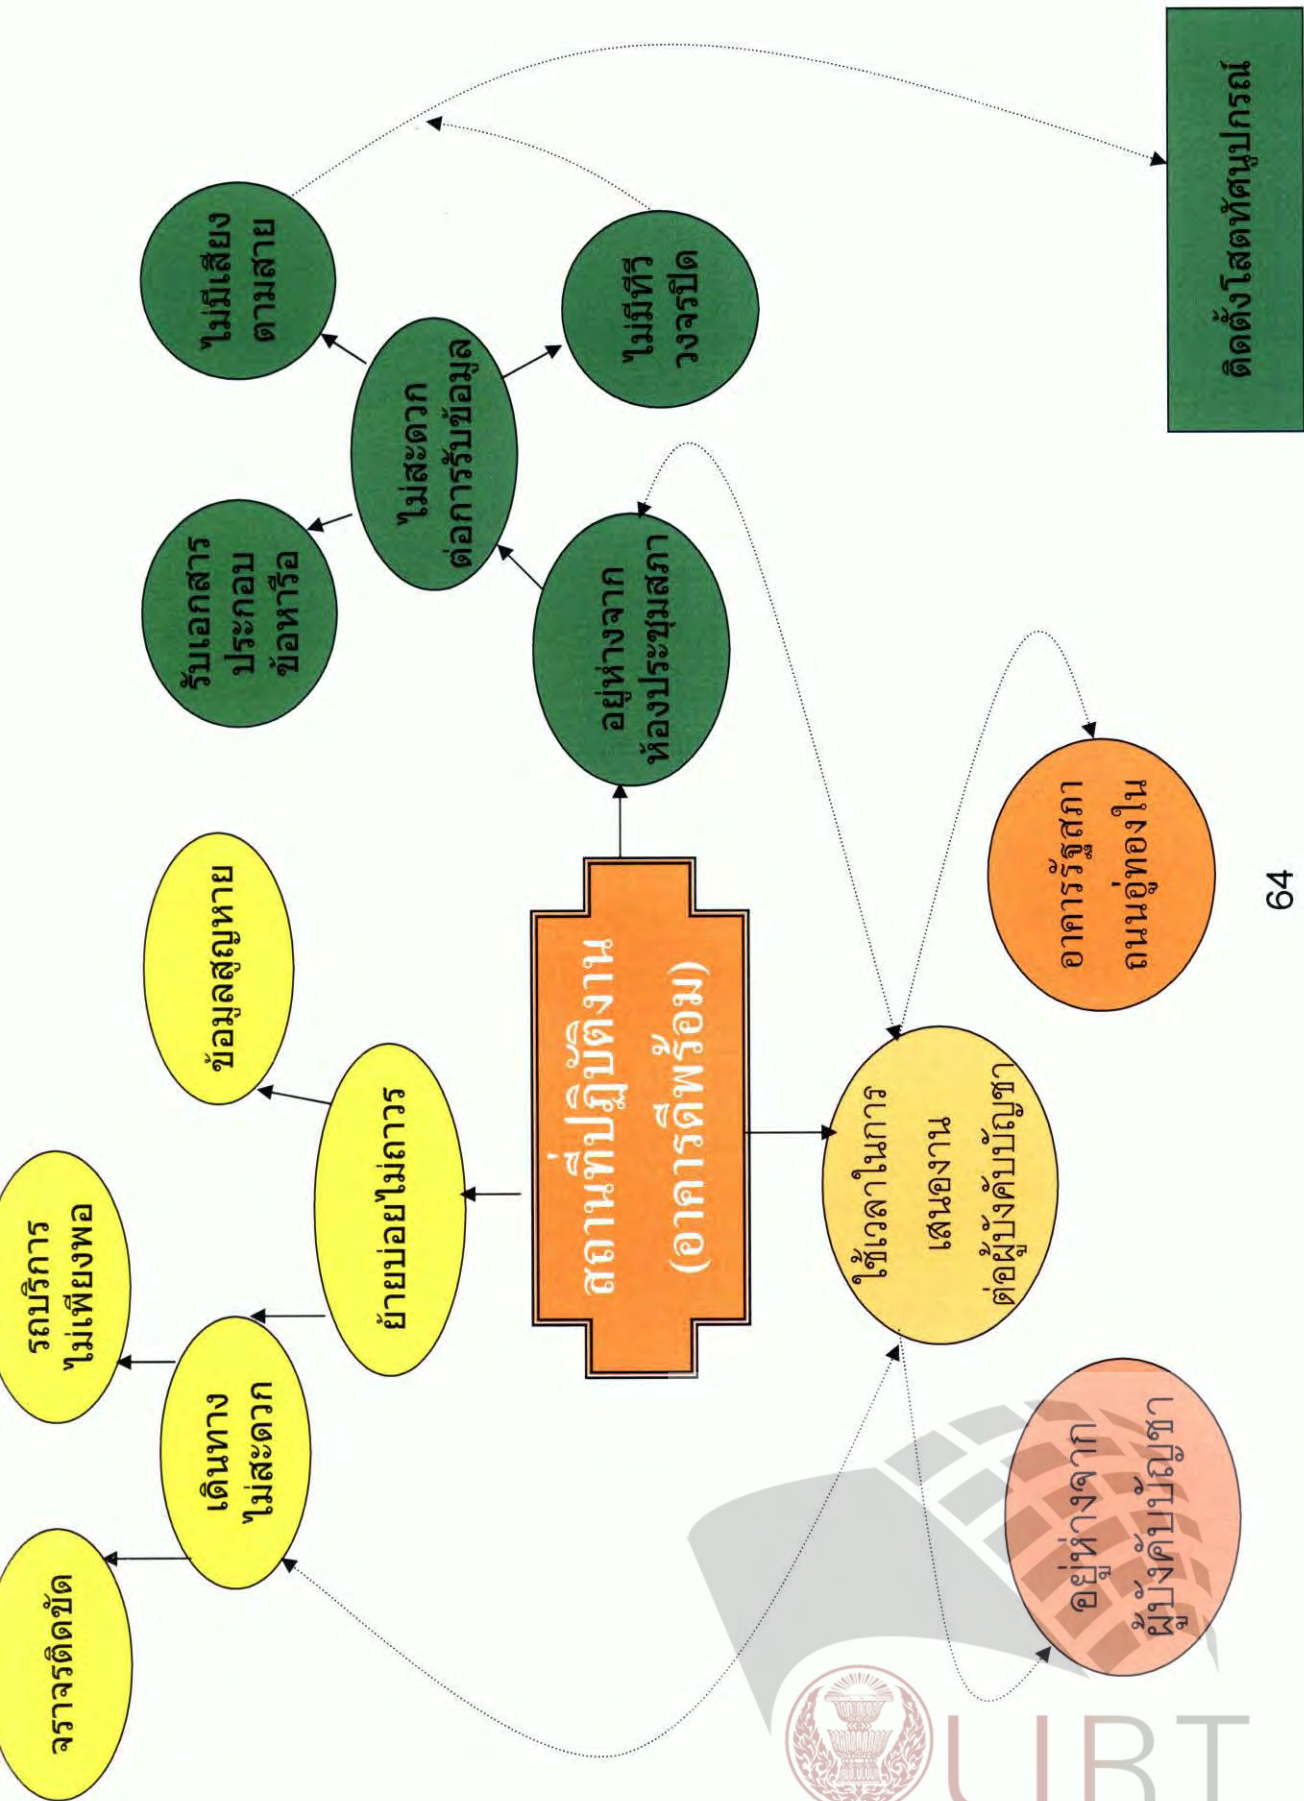 จราจรติดขัด
รถบริการ
ไม่เพียงพอ
เดินทาง
ไม่สะดวก
ข้อมูลสูญหาย
ย้ายบ่อยไม่ถาวร
รับเอกสาร
ประกอบ
ข้อหารือ
ไม่มีเสียง
ตามสาย
ไม่สะดวก
ต่อการรับข้อมูล
ไม่มีทีวี
วงจรปิด
อยู่ห่างจาก
ห้องประชุมสภา
สถานที่ปฏิบัติงาน
(อาคารดีพร้อม)
ใช้เวลาในการ
เสนองาน
ต่อผู้บังคับบัญชา
อยู่ห่างจาก
ผู้บังคับบัญชา
อาคารรัฐสภา
ถนนอู่ทองใน
ติดตั้งโสตทัศนูปกรณ์
64
LIRT